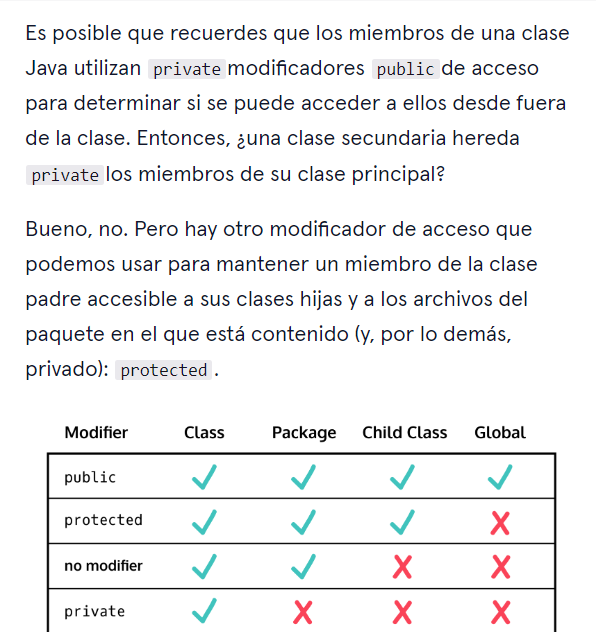 Es posible que recuerdes que los miembros de una clase
Java utilizan private modificadores public de acceso
para determinar si se puede acceder a ellos desde fuera
de la clase. Entonces, ¿una clase secundaria hereda
private los miembros de su clase principal?
Bueno, no. Pero hay otro modificador de acceso que
podemos usar para mantener un miembro de la clase
padre accesible a sus clases hijas y a los archivos del
paquete en el que está contenido (y, por lo demás,
privado): protected.
Modifier Class Package Child Class Global
public
protected
no modifier
private